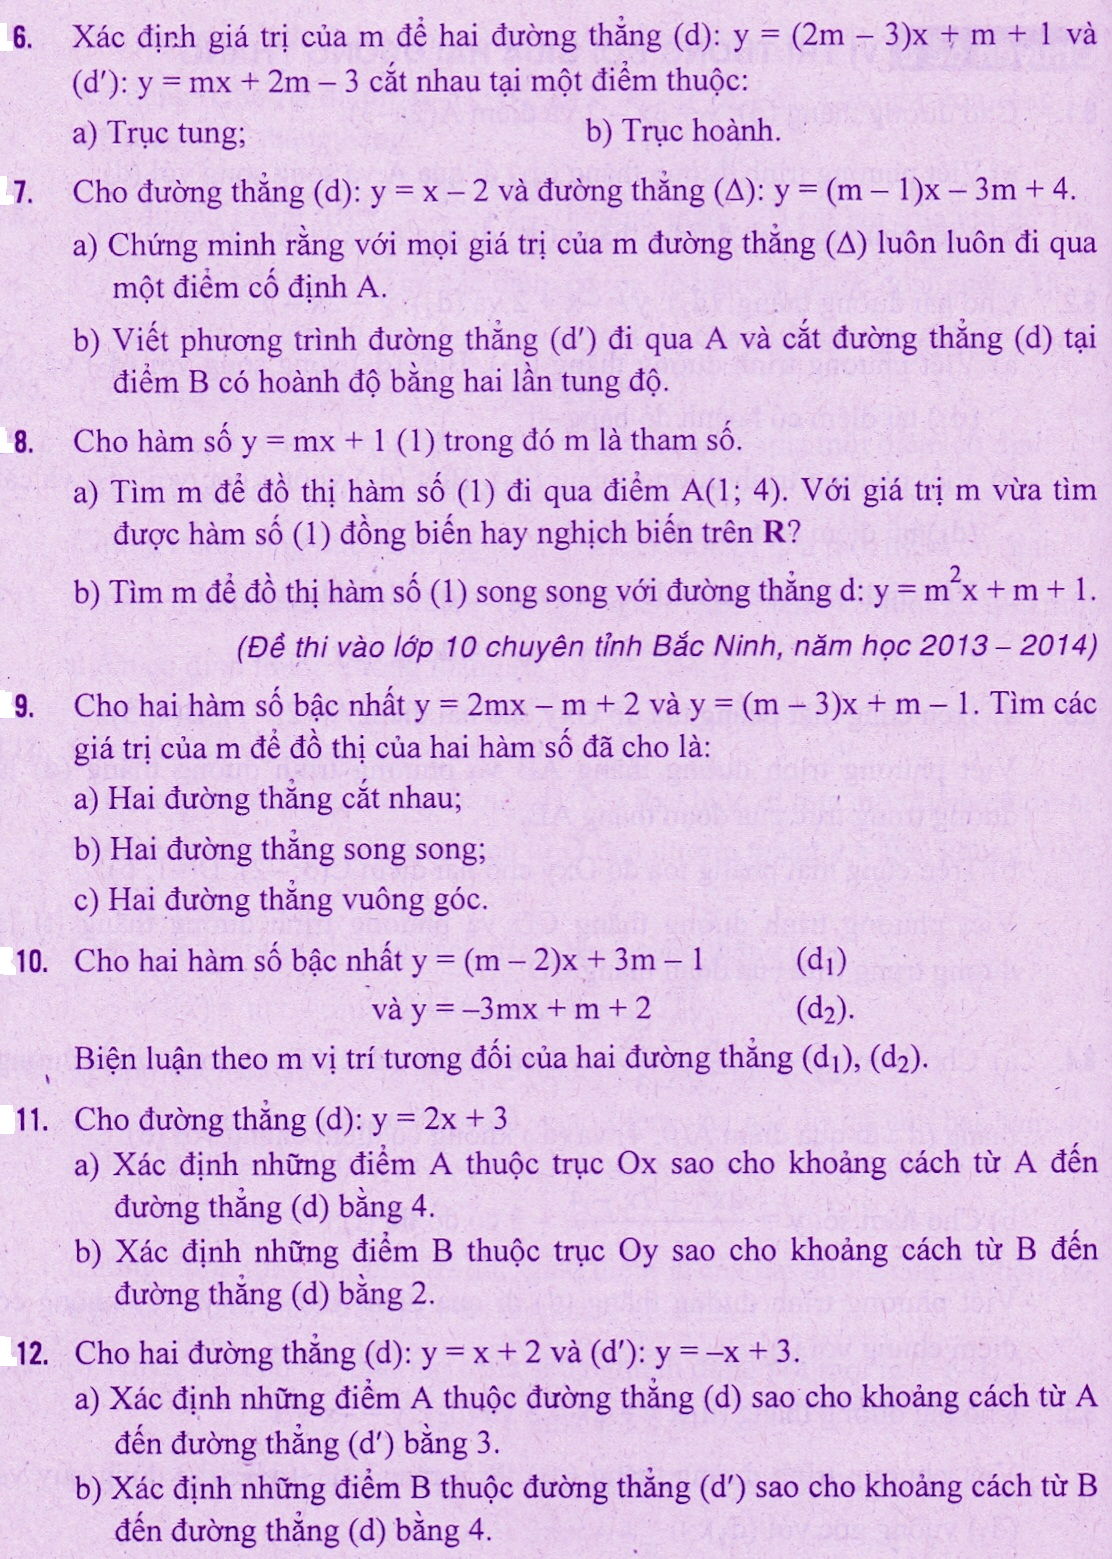 6. Xác định giá trị của m để hai đường thẳng (d): y = (2m – 3)x + m + 1 và
(d′): y = mx + 2m – 3 cắt nhau tại một điểm thuộc:
a) Trục tung; b) Trục hoành.
7. Cho đường thẳng (d): y = x – 2 và đường thẳng (Δ): y = (m – 1)x – 3m + 4.
a) Chứng minh rằng với mọi giá trị của m đường thẳng (Δ) luôn luôn đi qua
một điểm cố định A.
b) Viết phương trình đường thẳng (d′) đi qua A và cắt đường thẳng (d) tại
điểm B có hoành độ bằng hai lần tung độ.
8. Cho hàm số y = mx + 1 (1) trong đó m là tham số.
a) Tìm m để đồ thị hàm số (1) đi qua điểm A(1; 4). Với giá trị m vừa tìm
được hàm số (1) đồng biến hay nghịch biến trên R?
b) Tìm m để đồ thị hàm số (1) song song với đường thẳng d: y = m²x + m + 1.
(Đề thi vào lớp 10 chuyên tỉnh Bắc Ninh, năm học 2013 – 2014)
9. Cho hai hàm số bậc nhất y = 2mx – m + 2 và y = (m – 3)x + m – 1. Tìm các
giá trị của m để đồ thị của hai hàm số đã cho là:
a) Hai đường thẳng cắt nhau;
b) Hai đường thẳng song song;
c) Hai đường thẳng vuông góc.
10. Cho hai hàm số bậc nhất y = (m – 2)x + 3m – 1 (d₁)
và y = –3mx + m + 2 (d₂).
Biện luận theo m vị trí tương đối của hai đường thẳng (d₁), (d₂).
11. Cho đường thẳng (d): y = 2x + 3
a) Xác định những điểm A thuộc trục Ox sao cho khoảng cách từ A đến
đường thẳng (d) bằng 4.
b) Xác định những điểm B thuộc trục Oy sao cho khoảng cách từ B đến
đường thẳng (d) bằng 2.
12. Cho hai đường thẳng (d): y = x + 2 và (d′): y = –x + 3.
a) Xác định những điểm A thuộc đường thẳng (d) sao cho khoảng cách từ A
đến đường thẳng (d′) bằng 3.
b) Xác định những điểm B thuộc đường thẳng (d′) sao cho khoảng cách từ B
đến đường thẳng (d) bằng 4.